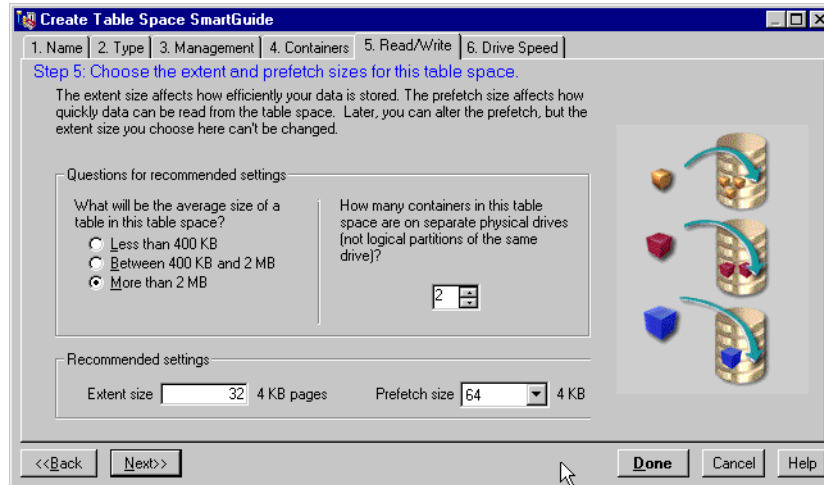 Create Table Space SmartGuide
1. Name 2. Type 3. Management 4. Containers 5. Read/Write 6. Drive Speed
Step 5: Choose the extent and prefetch sizes for this table space.
The extent size affects how efficiently your data is stored. The prefetch size affects how
quickly data can be read from the table space. Later, you can alter the prefetch, but the
extent size you choose here can't be changed.
Questions for recommended settings
What will be the average size of a
table in this table space?
Less than 400 KB
Between 400 KB and 2 MB
More than 2 MB
How many containers in this table
space are on separate physical drives
(not logical partitions of the same
drive)?
2
Recommended settings
Extent size 32 4 KB pages Prefetch size 64 4 KB
<<Back Next>> Done Cancel Help